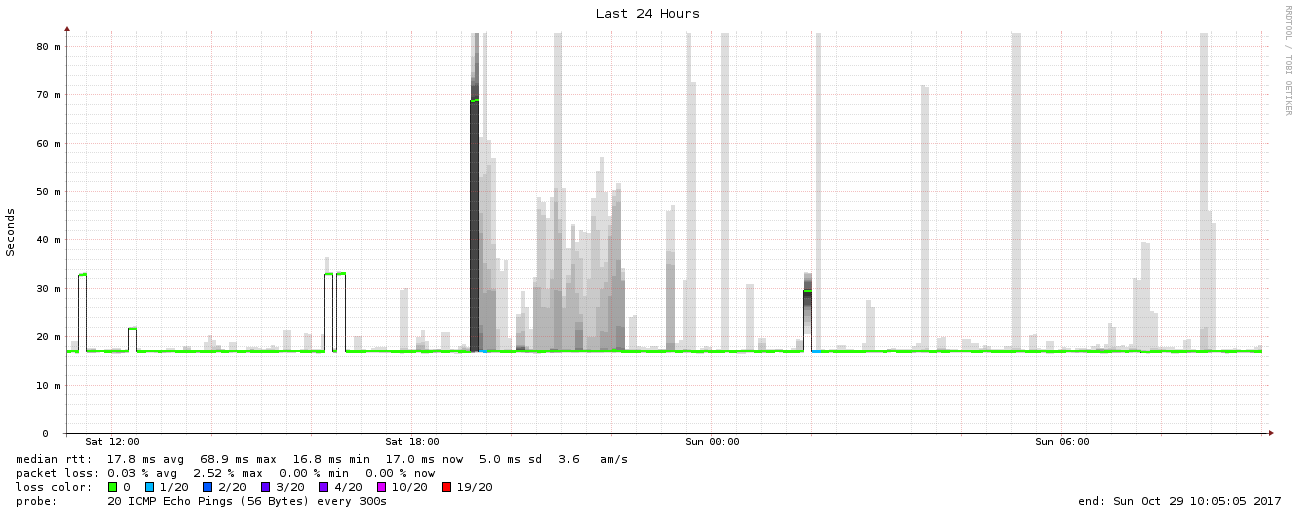 Last 24 Hours
RRDTOOL / TOBI OETIKER
Seconds
80 m
70 m
60 m
50 m
40 m
30 m
20 m
10 m
0
Sat 12:00 Sat 18:00 Sun 00:00 Sun 06:00
median rtt: 17.8 ms avg 68.9 ms max 16.8 ms min 17.0 ms now 5.0 ms sd 3.6 am/s
packet loss: 0.03 % avg 2.52 % max 0.00 % min 0.00 % now
loss color: 0 1/20 2/20 3/20 4/20 10/20 19/20
probe: 20 ICMP Echo Pings (56 Bytes) every 300s end: Sun Oct 29 10:05:05 2017